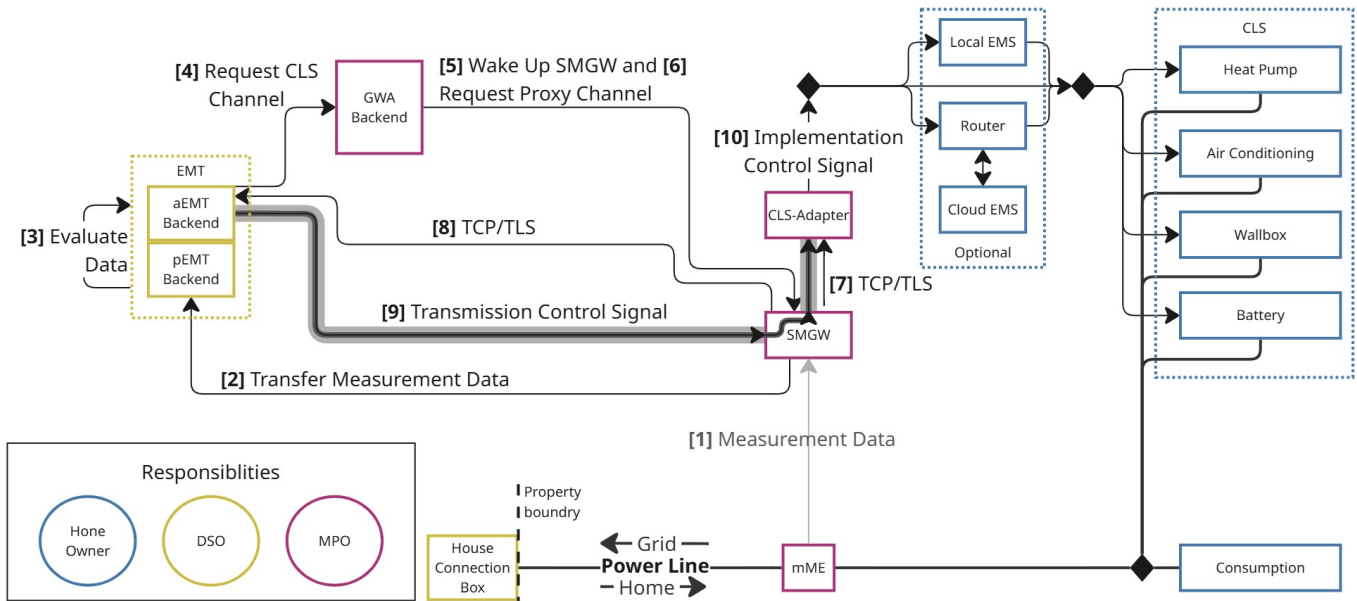 [4] Request CLS
Channel
GWA
Backend
[5] Wake Up SMGW and [6]
Request Proxy Channel
EMT
aEMT
Backend
pEMT
Backend
[3] Evaluate
Data
[8] TCP/TLS
[9] Transmission Control Signal
[2] Transfer Measurement Data
[10] Implementation
Control Signal
CLS-Adapter
[7] TCP/TLS
SMGW
[1] Measurement Data
Local EMS
Router
Cloud EMS
Optional
CLS
Heat Pump
Air Conditioning
Wallbox
Battery
Responsiblities
Hone
Owner
DSO
MPO
Property
boundry
House
Connection
Box
Grid
Power Line
Home
mME
Consumption